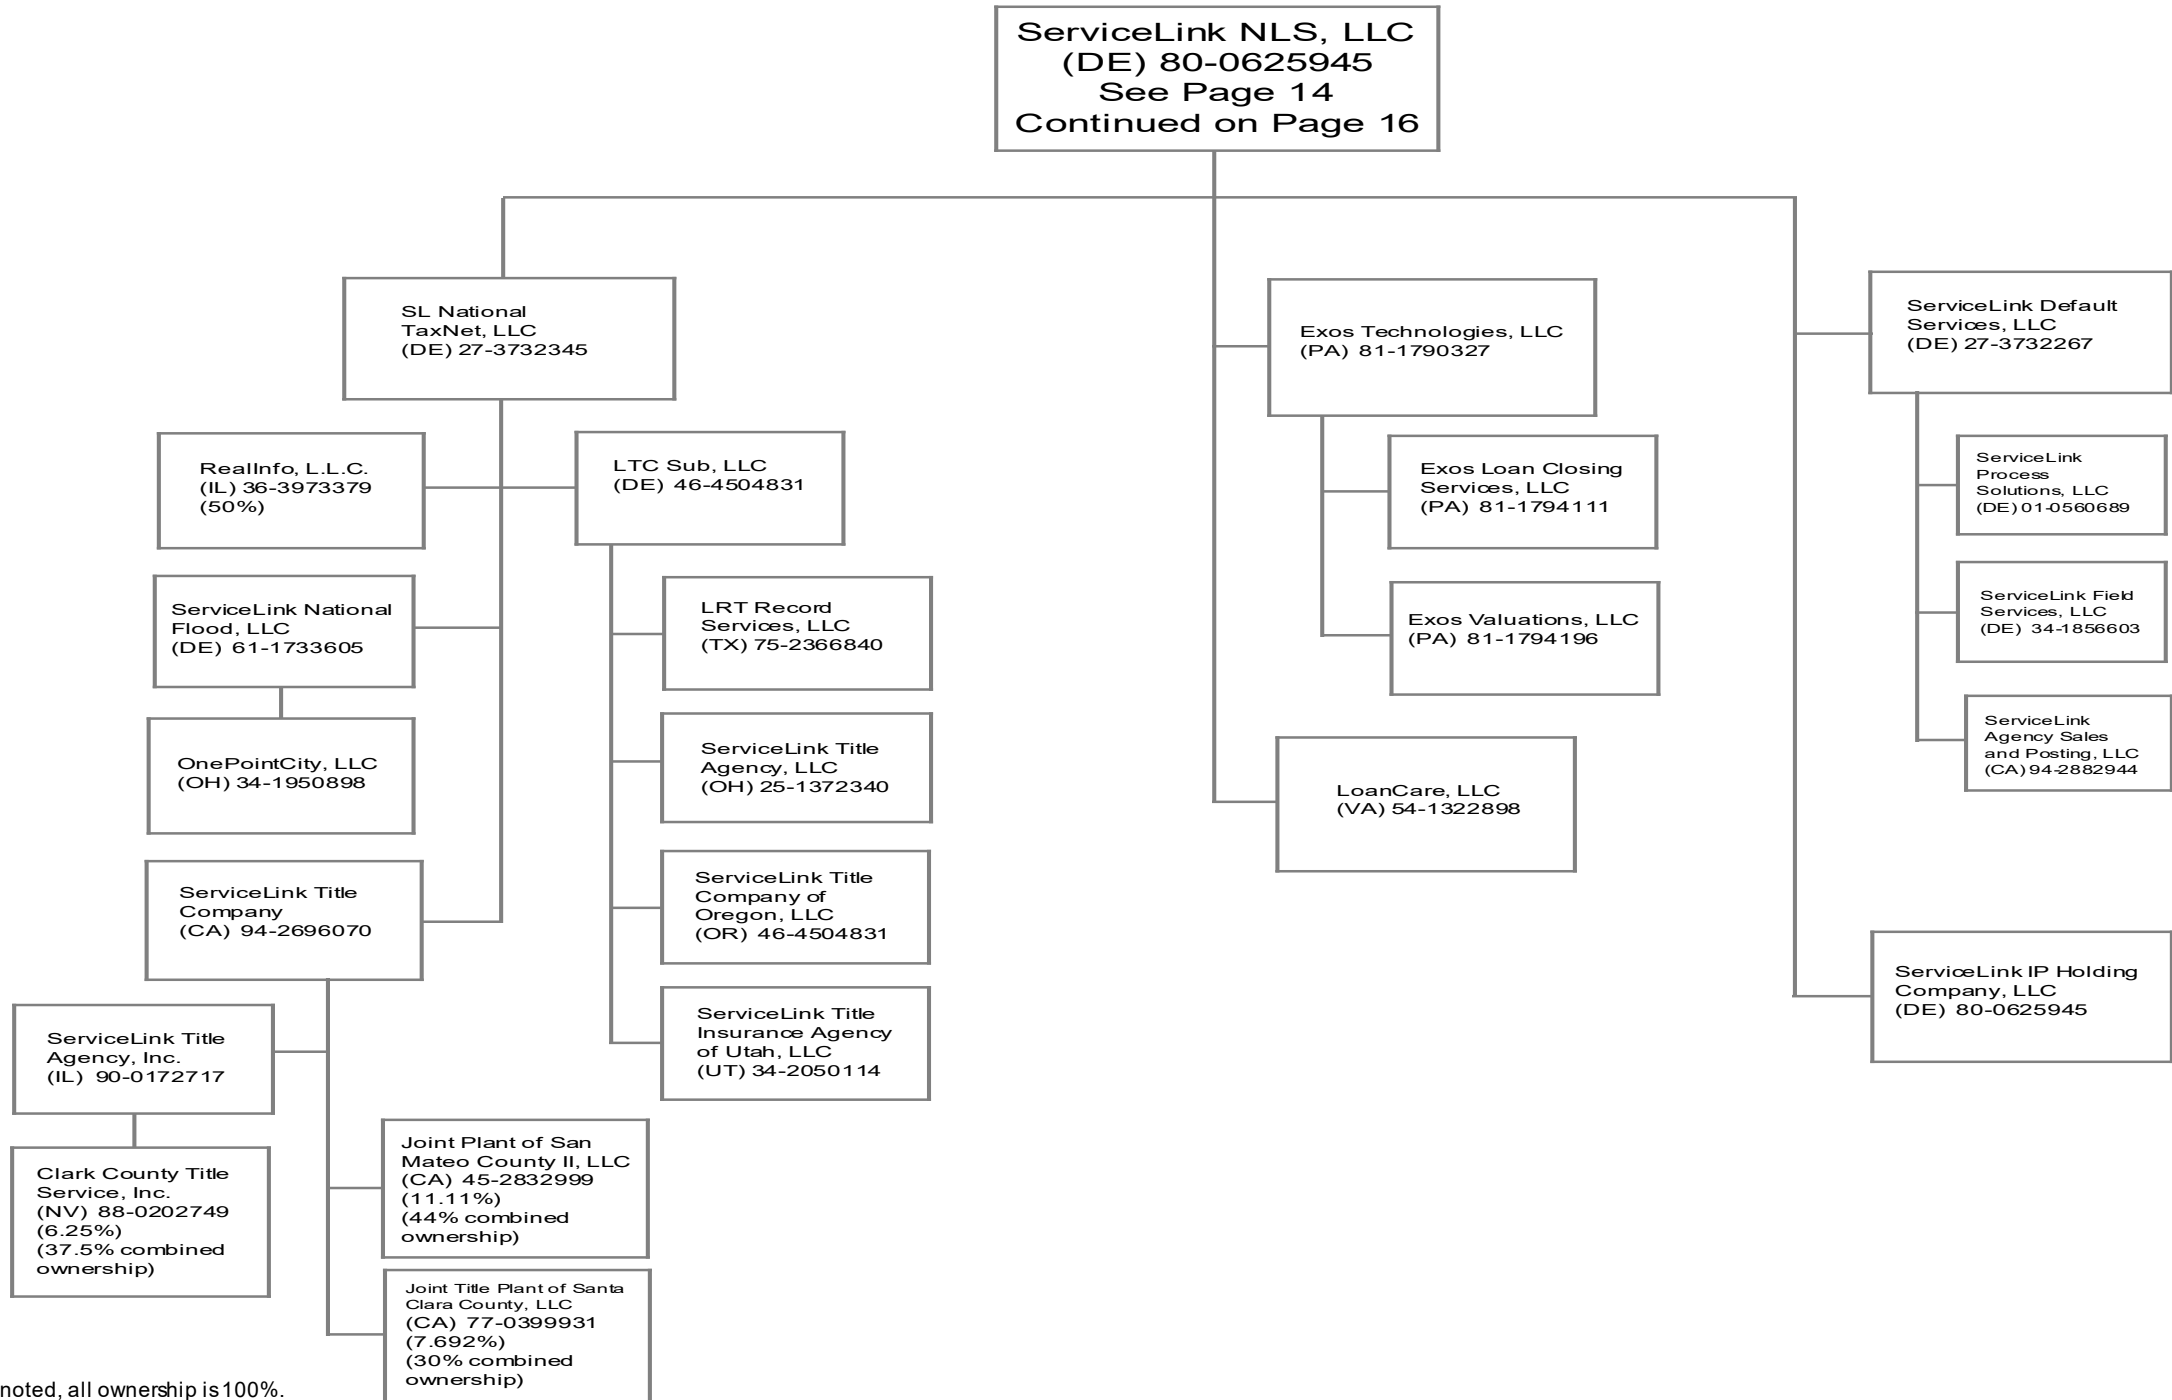 ServiceLink NLS, LLC
(DE) 80-0625945
See Page 14
Continued on Page 16
SL National
TaxNet, LLC
(DE) 27-3732345
Exos Technologies, LLC
(PA) 81-1790327
ServiceLink Default
Services, LLC
(DE) 27-3732267
RealInfo, L.L.C.
(IL) 36-3973379
(50%)
LTC Sub, LLC
(DE) 46-4504831
Exos Loan Closing
Services, LLC
(PA) 81-1794111
ServiceLink
Process
Solutions, LLC
(DE) 01-0560689
ServiceLink National
Flood, LLC
(DE) 61-1733605
LRT Record
Services, LLC
(TX) 75-2366840
Exos Valuations, LLC
(PA) 81-1794196
ServiceLink Field
Services, LLC
(DE) 34-1856603
OnePointCity, LLC
(OH) 34-1950898
ServiceLink Title
Agency, LLC
(OH) 25-1372340
LoanCare, LLC
(VA) 54-1322898
ServiceLink
Agency Sales
and Posting, LLC
(CA) 94-2882944
ServiceLink Title
Company
(CA) 94-2696070
ServiceLink Title
Company of
Oregon, LLC
(OR) 46-4504831
ServiceLink IP Holding
Company, LLC
(DE) 80-0625945
ServiceLink Title
Agency, Inc.
(IL) 90-0172717
ServiceLink Title
Insurance Agency
of Utah, LLC
(UT) 34-2050114
Clark County Title
Service, Inc.
(NV) 88-0202749
(6.25%)
(37.5% combined
ownership)
Joint Plant of San
Mateo County II, LLC
(CA) 45-2832999
(11.11%)
(44% combined
ownership)
Joint Title Plant of Santa
Clara County, LLC
(CA) 77-0399931
(7.692%)
(30% combined
ownership)
noted, all ownership is 100%.